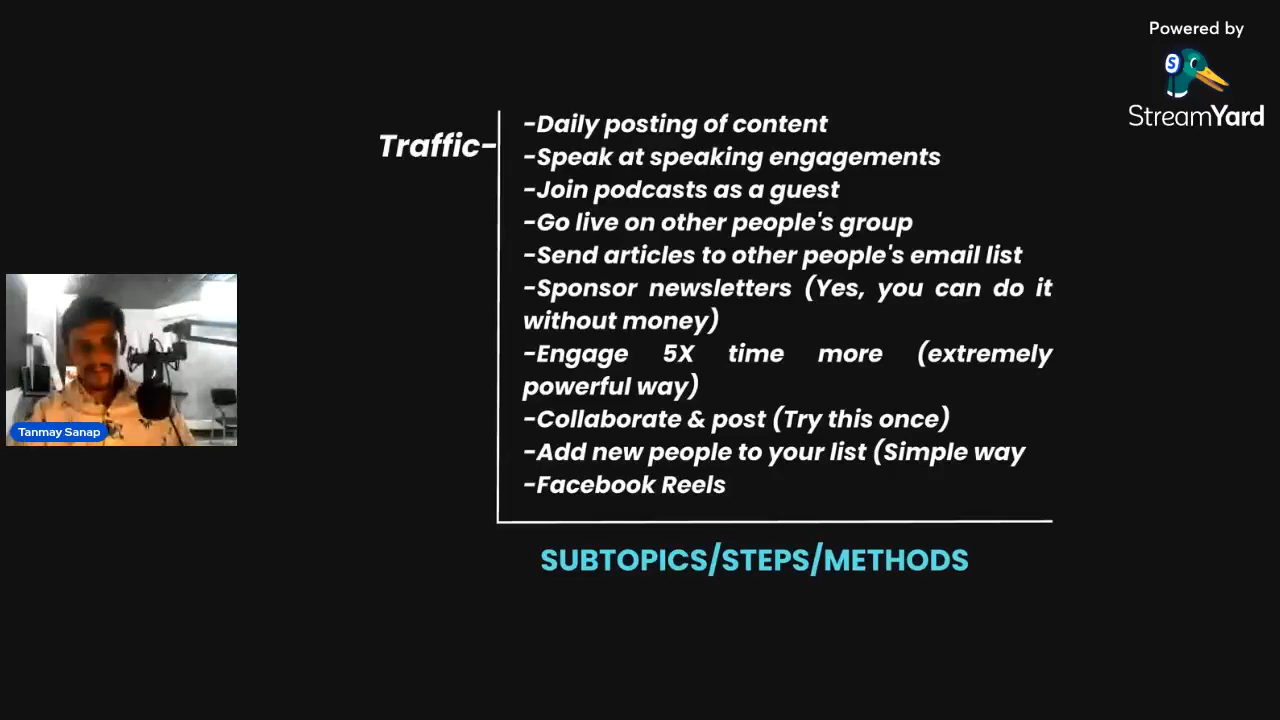 Powered by
S
StreamYard
Traffic-
-Daily posting of content
-Speak at speaking engagements
-Join podcasts as a guest
-Go live on other people's group
-Send articles to other people's email list
-Sponsor newsletters (Yes, you can do it
without money)
-Engage 5X time more (extremely
powerful way)
-Collaborate & post (Try this once)
-Add new people to your list (Simple way
-Facebook Reels
SUBTOPICS/STEPS/METHODS
Tanmay Sanap